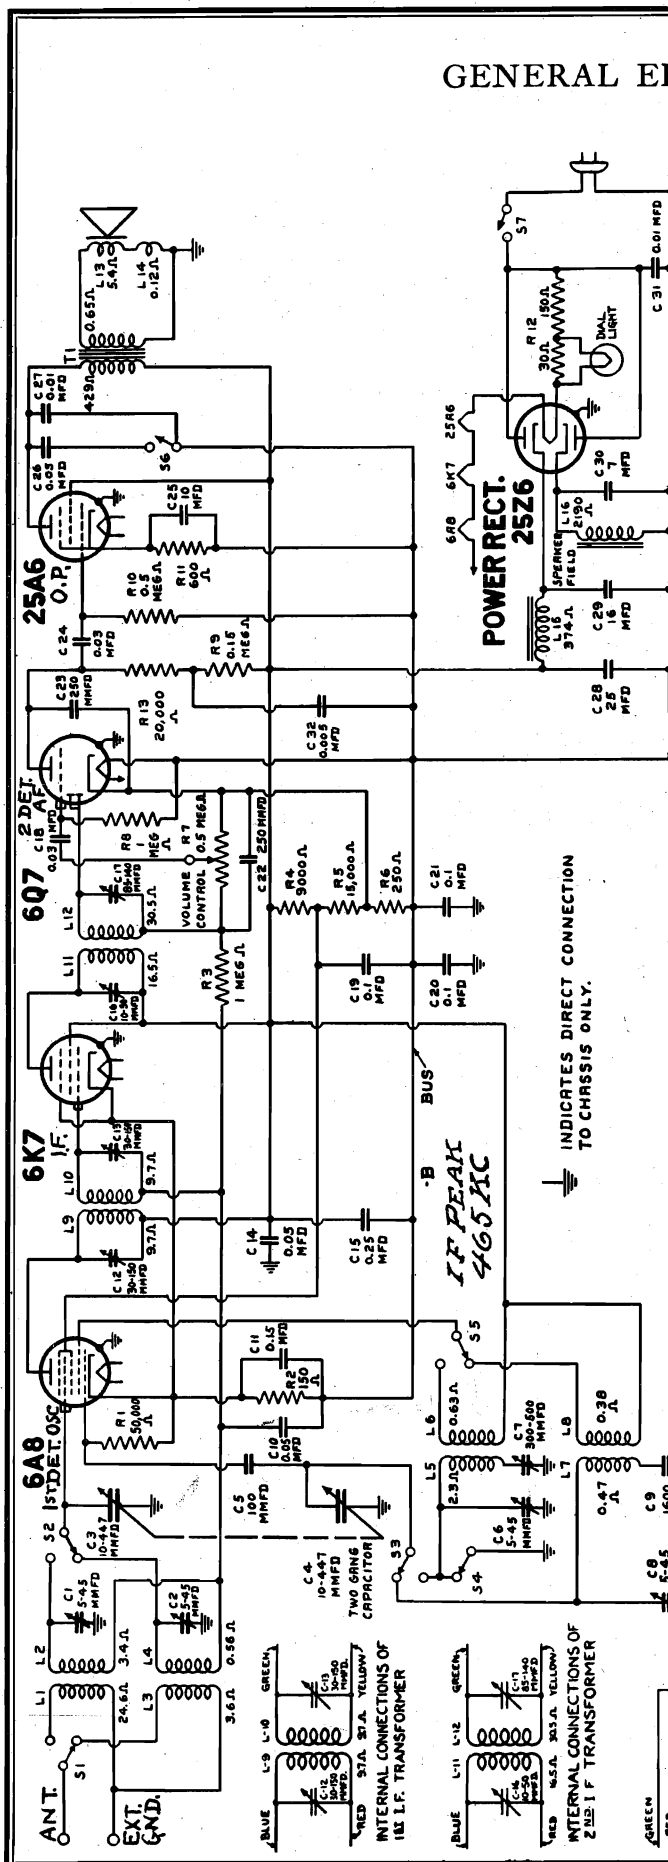 GENERAL EL
ANT.
EXT.
GND.
S1
L1
L2
24.6Ω
3.4Ω
L3
L4
3.6Ω
0.56Ω
C1
5-45
MMFD
C2
5-45
MMFD
S2
C3
10-447
MMFD
6A8
1ST DET. OSC
R1
50,000
Ω
C5
100
MMFD
C4
10-447
MMFD
TWO GANG
CAPACITOR
C10
0.05
MFD
C11
0.15
MFD
R2
150
Ω
C12
30-150
MMFD
L9
L10
9.7Ω
9.7Ω
C13
30-150
MMFD
6K7
I.F.
C16
10-50
MMFD
L11
L12
16.5Ω
30.5Ω
C17
85-140
MMFD
6Q7
2 DET.
AF
C18
0.03 MFD
R8
1
MEG Ω
VOLUME
CONTROL
R7
0.5 MEG Ω
R3
1 MEG Ω
C22
250 MMFD
C23
250
MMFD
R13
20,000
Ω
C24
0.03
MFD
R9
0.15
MEG Ω
R10
0.5
MEG Ω
25A6
O.P.
R11
600
Ω
C25
10
MFD
C26
0.05
MFD
C27
0.01
MFD
S6
T1
429Ω
0.65Ω
L13
5.4Ω
L14
0.12Ω
C14
0.05
MFD
C15
0.25
MFD
R4
9000Ω
R5
15,000Ω
R6
250Ω
C19
0.1
MFD
C20
0.1
MFD
C21
0.1
MFD
C32
0.005
MFD
-B
BUS
IF PEAK
465 KC
S3
S4
S5
L5
L6
2.3Ω
0.63Ω
C6
5-45
MMFD
C7
300-500
MMFD
L7
L8
0.47
Ω
0.38
Ω
C8
5-45
C9
1600
6A8
6K7
25A6
POWER RECT.
25Z6
L15
374Ω
SPEAKER
FIELD
L16
2190
Ω
C28
25
MFD
C29
16
MFD
C30
7
MFD
R12
30Ω
150Ω
DIAL
LIGHT
S7
C31
0.01 MFD
INDICATES DIRECT CONNECTION
TO CHASSIS ONLY.
BLUE
L-9
L-10
GREEN
C-12
30-150
MMFD.
C-13
30-150
MMFD.
RED
9.7Ω
9.7Ω
YELLOW
INTERNAL CONNECTIONS OF
1ST I.F. TRANSFORMER
BLUE
L-11
L-12
GREEN
C-16
10-50
MMFD
C-17
85-140
MMFD
RED
16.5Ω
30.5Ω
YELLOW
INTERNAL CONNECTIONS OF
2 ND. I F TRANSFORMER
GREEN